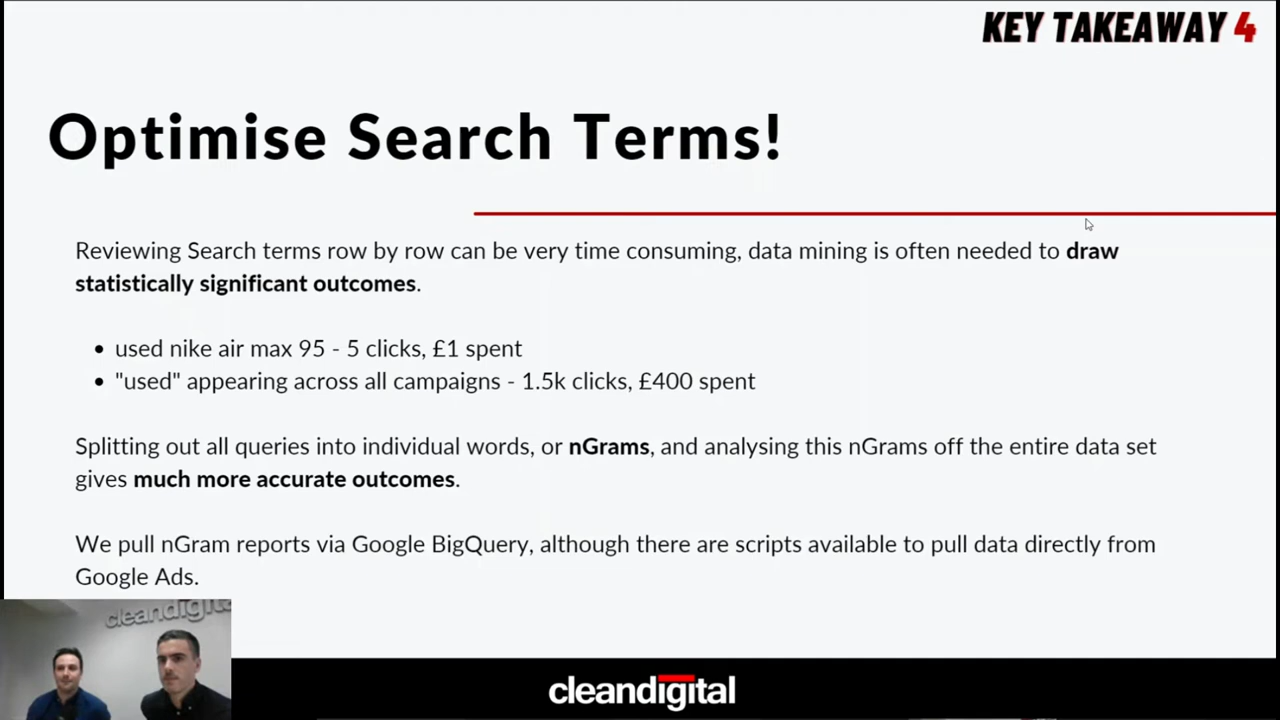 KEY TAKEAWAY 4
Optimise Search Terms!
Reviewing Search terms row by row can be very time consuming, data mining is often needed to draw
statistically significant outcomes.
• used nike air max 95 - 5 clicks, £1 spent
• "used" appearing across all campaigns - 1.5k clicks, £400 spent
Splitting out all queries into individual words, or nGrams, and analysing this nGrams off the entire data set
gives much more accurate outcomes.
We pull nGram reports via Google BigQuery, although there are scripts available to pull data directly from
Google Ads.
cleandigital
cleandigital